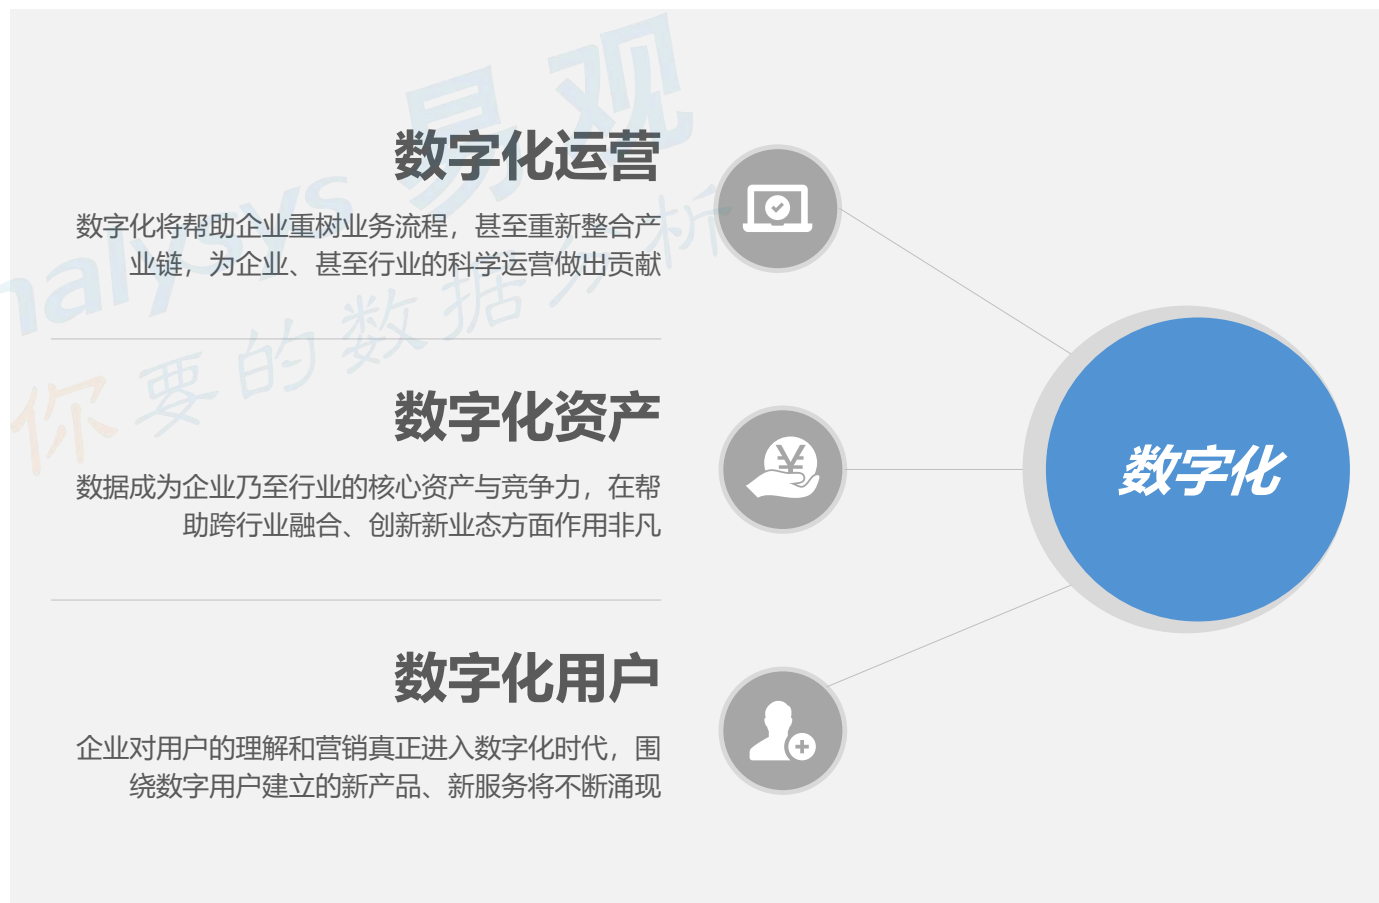 数字化运营
数字化将帮助企业重树业务流程，甚至重新整合产
业链，为企业、甚至行业的科学运营做出贡献
数字化资产
数据成为企业乃至行业的核心资产与竞争力，在帮
助跨行业融合、创新新业态方面作用非凡
数字化用户
企业对用户的理解和营销真正进入数字化时代，围
绕数字用户建立的新产品、新服务将不断涌现
¥
数字化
nalysys 易观
你要的数据分析